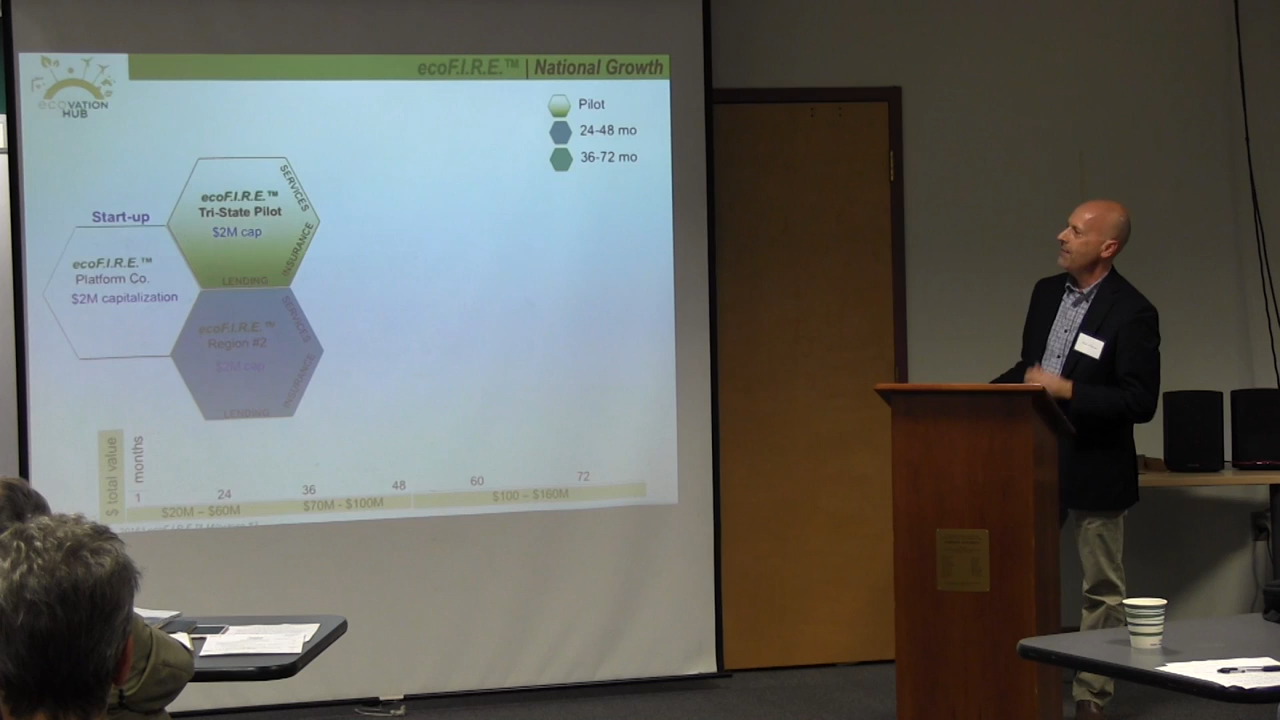 ecoF.I.R.E.™ | National Growth
ecoVATION
HUB
Pilot
24-48 mo
36-72 mo
SERVICES
ecoF.I.R.E.™
Tri-State Pilot
$2M cap
INSURANCE
LENDING
Start-up
ecoF.I.R.E.™
Platform Co.
$2M capitalization
SERVICES
ecoF.I.R.E.™
Region #2
$2M cap
INSURANCE
LENDING
$ total value
months
1 24 36 48 60 72
$20M – $60M $70M - $100M $100 – $160M